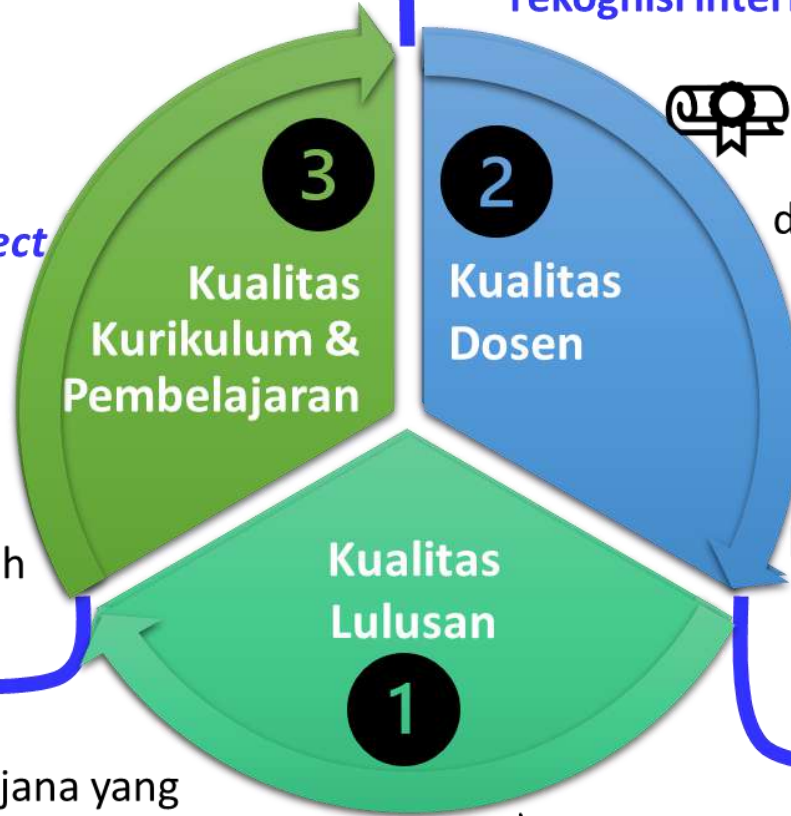 3
Kualitas
Kurikulum &
Pembelajaran
2
Kualitas
Dosen
Kualitas
Lulusan
1
jana yang